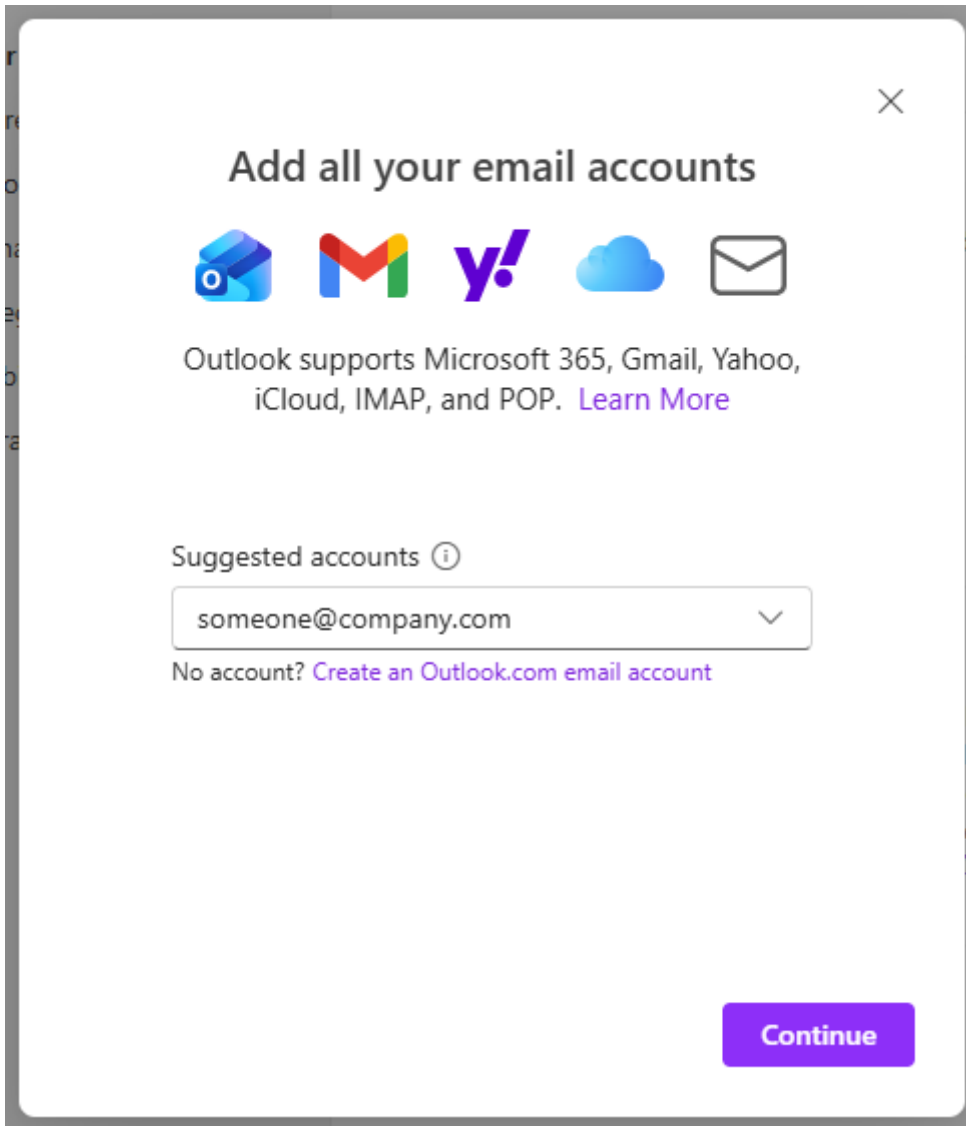 Add all your email accounts
Outlook supports Microsoft 365, Gmail, Yahoo,
iCloud, IMAP, and POP. Learn More
Suggested accounts
someone@company.com
No account? Create an Outlook.com email account
Continue